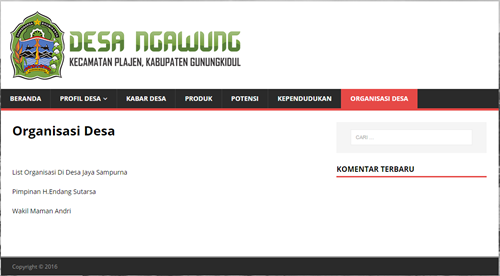 DESA NGAWUNG
KECAMATAN PLAJEN, KABUPATEN GUNUNGKIDUL
BERANDA PROFIL DESA KABAR DESA PRODUK POTENSI KEPENDUDUKAN ORGANISASI DESA
Organisasi Desa
CARI ...
KOMENTAR TERBARU
List Organisasi Di Desa Jaya Sampurna
Pimpinan H.Endang Sutarsa
Wakil Maman Andri
Copyright © 2016